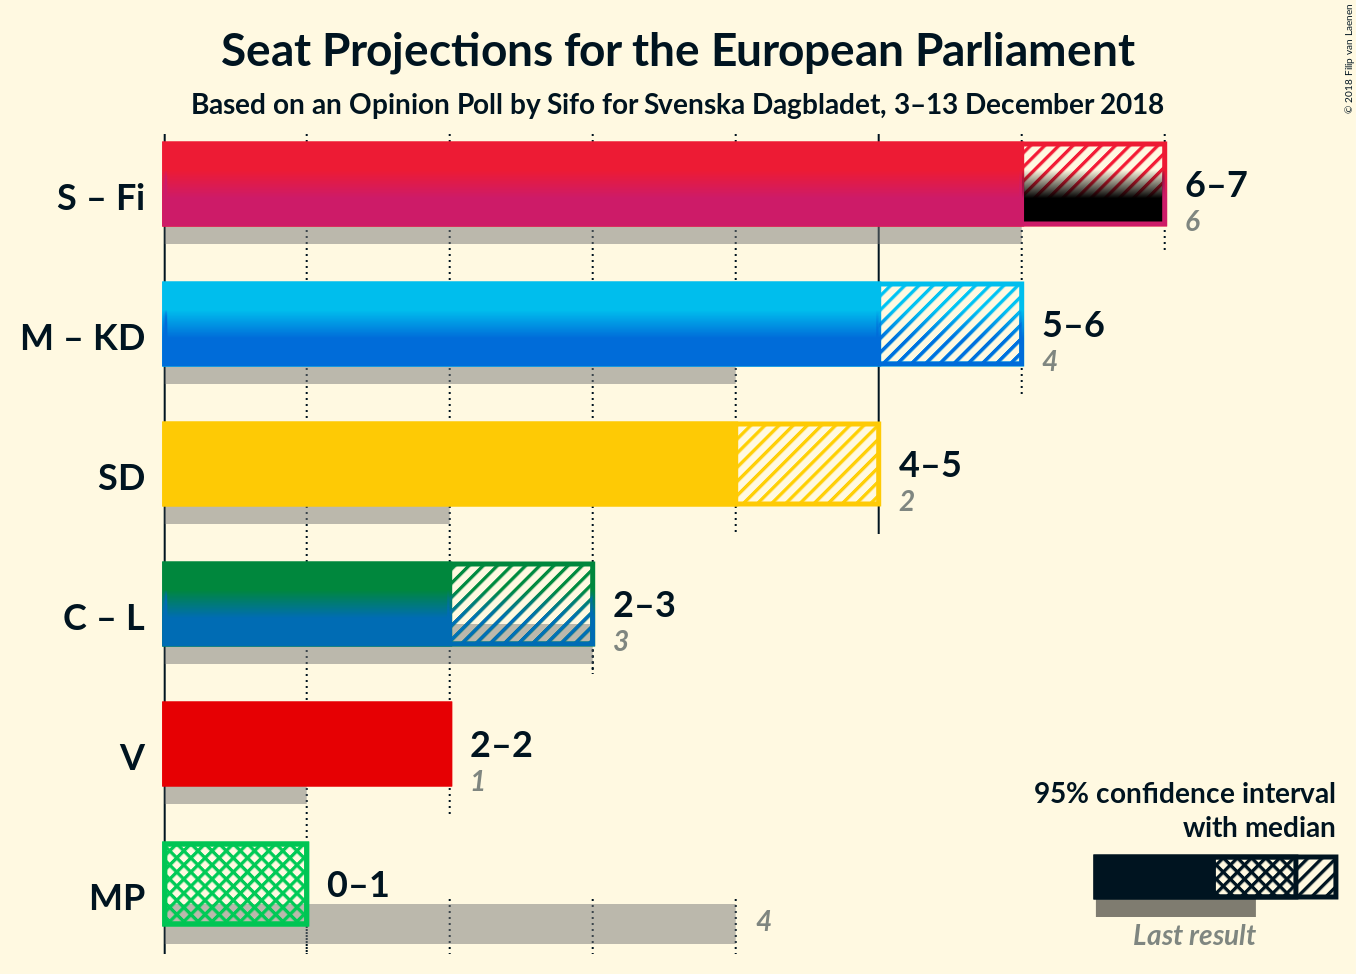 Seat Projections for the European Parliament
Based on an Opinion Poll by Sifo for Svenska Dagbladet, 3–13 December 2018
© 2018 Filip van Laenen
S – Fi
6–7
6
M – KD
5–6
4
SD
4–5
2
C – L
2–3
3
V
2–2
1
MP
0–1
4
95% confidence interval
with median
Last result